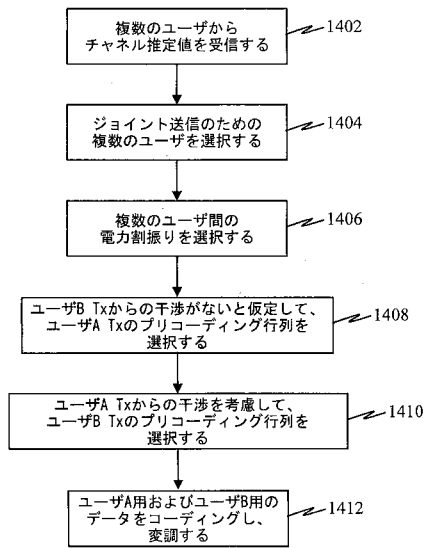 複数のユーザから
チャネル推定値を受信する
1402
ジョイント送信のための
複数のユーザを選択する
1404
複数のユーザ間の
電力割振りを選択する
1406
ユーザB Txからの干渉がないと仮定して、
ユーザA Txのプリコーディング行列を
選択する
1408
ユーザA Txからの干渉を考慮して、
ユーザB Txのプリコーディング行列を
選択する
1410
ユーザA用およびユーザB用の
データをコーディングし、
変調する
1412